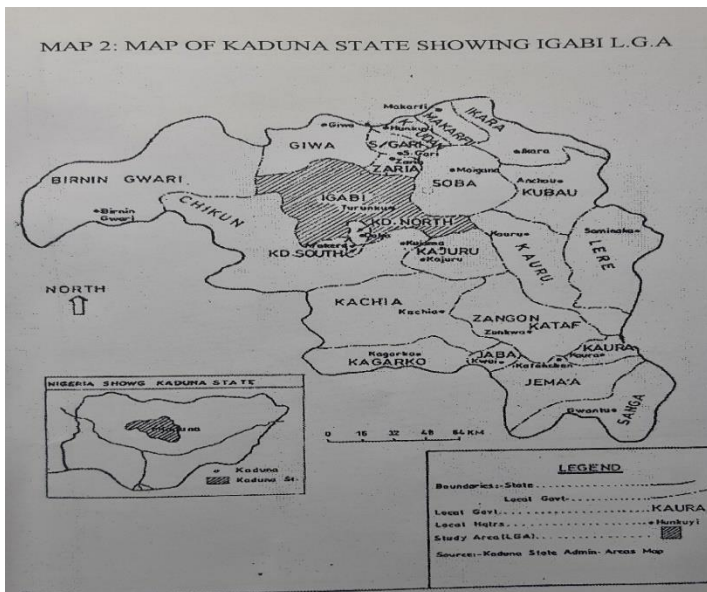 MAP 2: MAP OF KADUNA STATE SHOWING IGABI L.G.A
Makarfi
IKARA
MAKARFI
Giwa
Hunkuyi
KUDAN
GIWA
S/GARI
S. Gari
Ikara
Zaria
ZARIA
Maigana
SOBA
Anchau
KUBAU
BIRNIN GWARI
IGABI
Turunku
Birnin
Gwari
CHIKUN
KD. NORTH
KD SOUTH
Kauru
Saminaka
LERE
KAJURU
Kajuru
KAURU
NORTH
KACHIA
Kachia
ZANGON
KATAF
Zonkwa
KAURA
Kaura
Kagarko
KAGARKO
JABA
Kwoi
Kafakchan
JEMA'A
Gwantu
SANGA
NIGERIA SHOWG KADUNA STATE
Kaduna
Kaduna St.
0 16 32 48 64 KM
LEGEND
Boundaries:- State
Local Govt.
Local Govt. KAURA
Local Hqtrs Hunkuyi
Study Area (LGA)
Source:- Kaduna State Admin- Areas Map